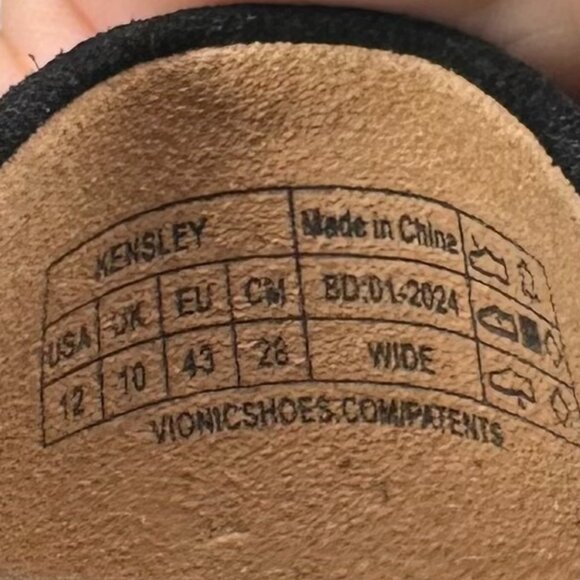 KENSLEY Made in China
USA UK EU CM BD:01-2024
12 10 43 28 WIDE
VIONICSHOES.COM/PATENTS